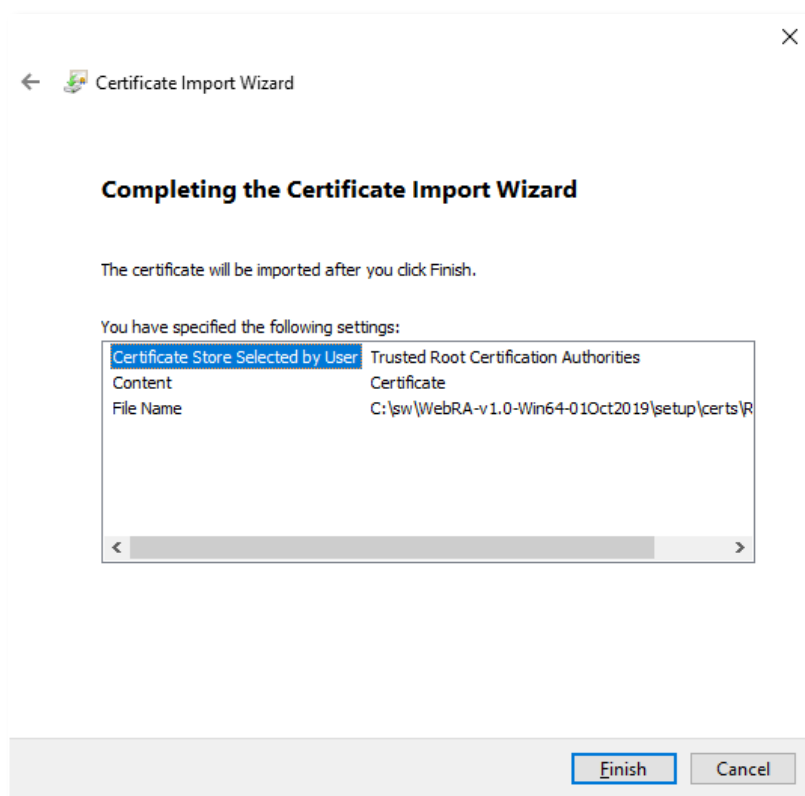 Certificate Import Wizard
Completing the Certificate Import Wizard
The certificate will be imported after you click Finish.
You have specified the following settings:
Certificate Store Selected by User Trusted Root Certification Authorities
Content Certificate
File Name C:\sw\WebRA-v1.0-Win64-01Oct2019\setup\certs\R
Finish Cancel